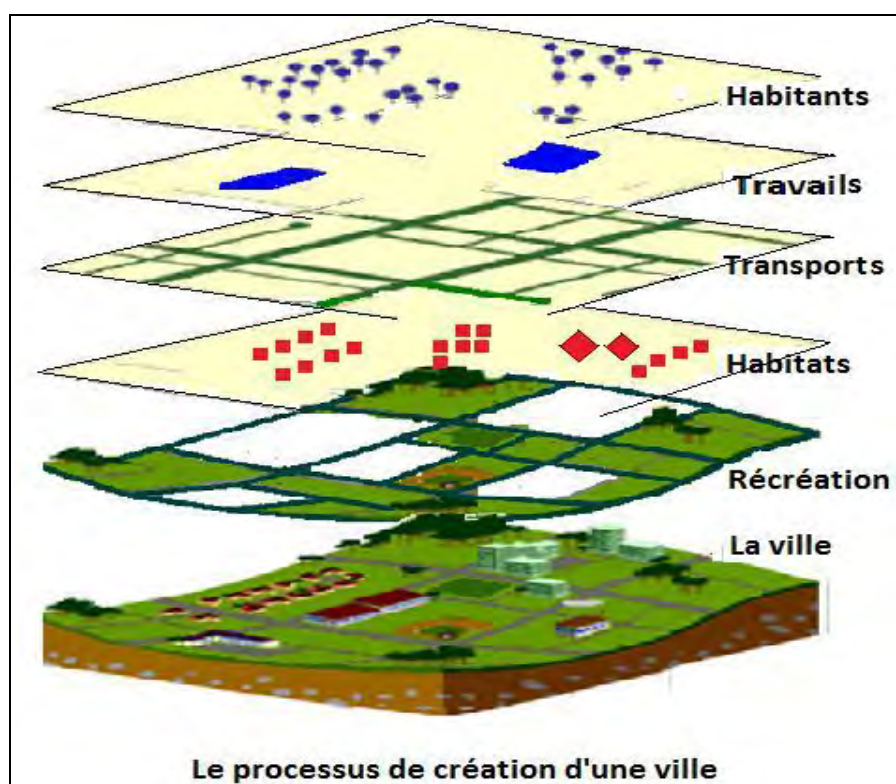 Habitants
Travails
Transports
Habitats
Récréation
La ville
Le processus de création d'une ville